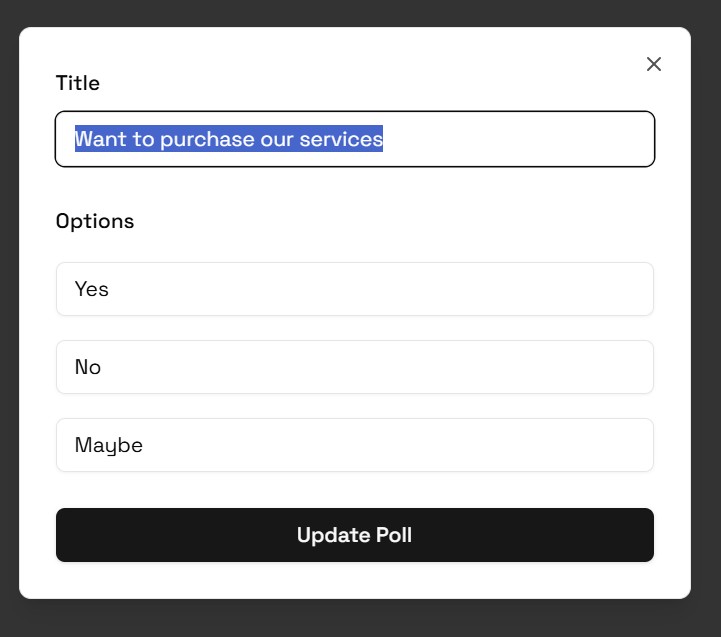 Title
Want to purchase our services
Options
Yes
No
Maybe
Update Poll